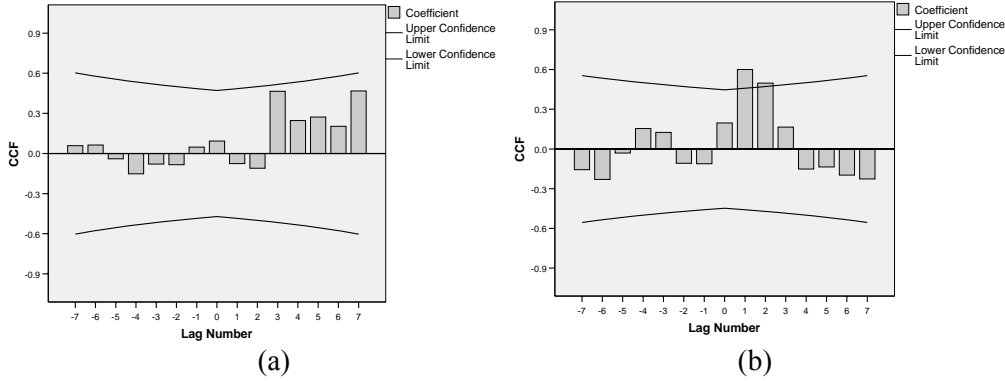 0.9
0.6
0.3
0.0
-0.3
-0.6
-0.9
CCF
-7 -6 -5 -4 -3 -2 -1 0 1 2 3 4 5 6 7
Lag Number
Coefficient
Upper Confidence
Limit
Lower Confidence
Limit
(a)
0.9
0.6
0.3
0.0
-0.3
-0.6
-0.9
CCF
-7 -6 -5 -4 -3 -2 -1 0 1 2 3 4 5 6 7
Lag Number
Coefficient
Upper Confidence
Limit
Lower Confidence
Limit
(b)